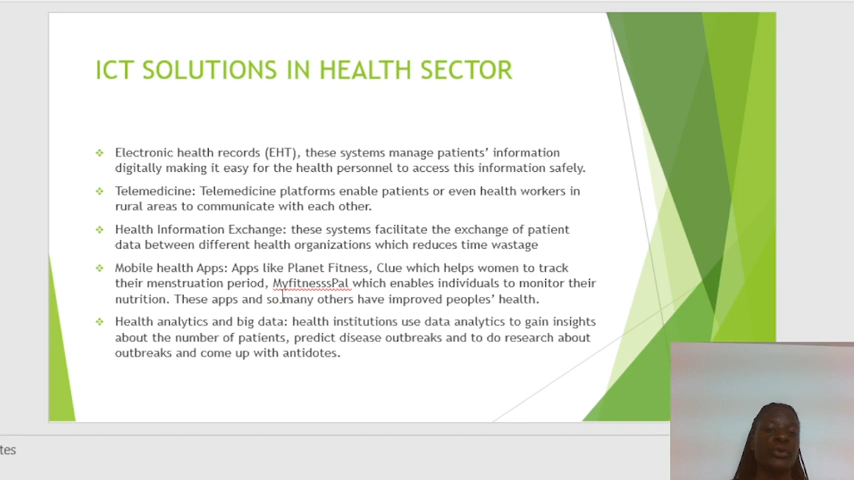 ICT SOLUTIONS IN HEALTH SECTOR
Electronic health records (EHT), these systems manage patients' information
digitally making it easy for the health personnel to access this information safely.
Telemedicine: Telemedicine platforms enable patients or even health workers in
rural areas to communicate with each other.
Health Information Exchange: these systems facilitate the exchange of patient
data between different health organizations which reduces time wastage
Mobile health Apps: Apps like Planet Fitness, Clue which helps women to track
their menstruation period, MyfitnesssPal which enables individuals to monitor their
nutrition. These apps and so many others have improved peoples' health.
Health analytics and big data: health institutions use data analytics to gain insights
about the number of patients, predict disease outbreaks and to do research about
outbreaks and come up with antidotes.
tes